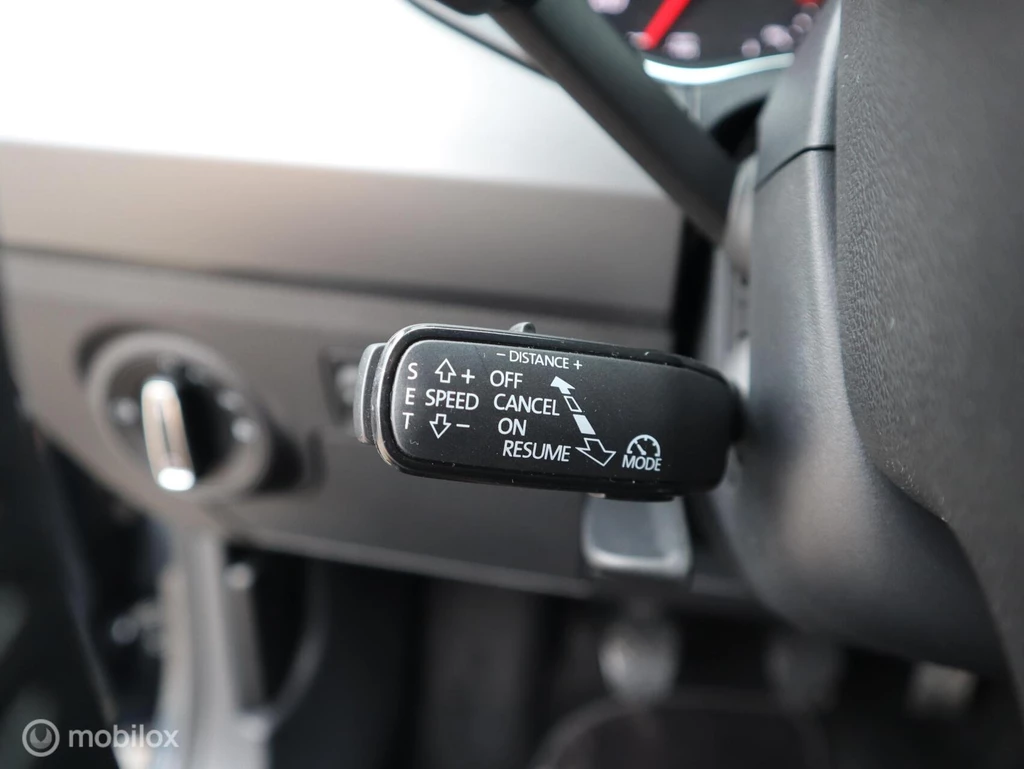 - DISTANCE +
S + OFF
E SPEED CANCEL
T - ON
RESUME
MODE
mobilox